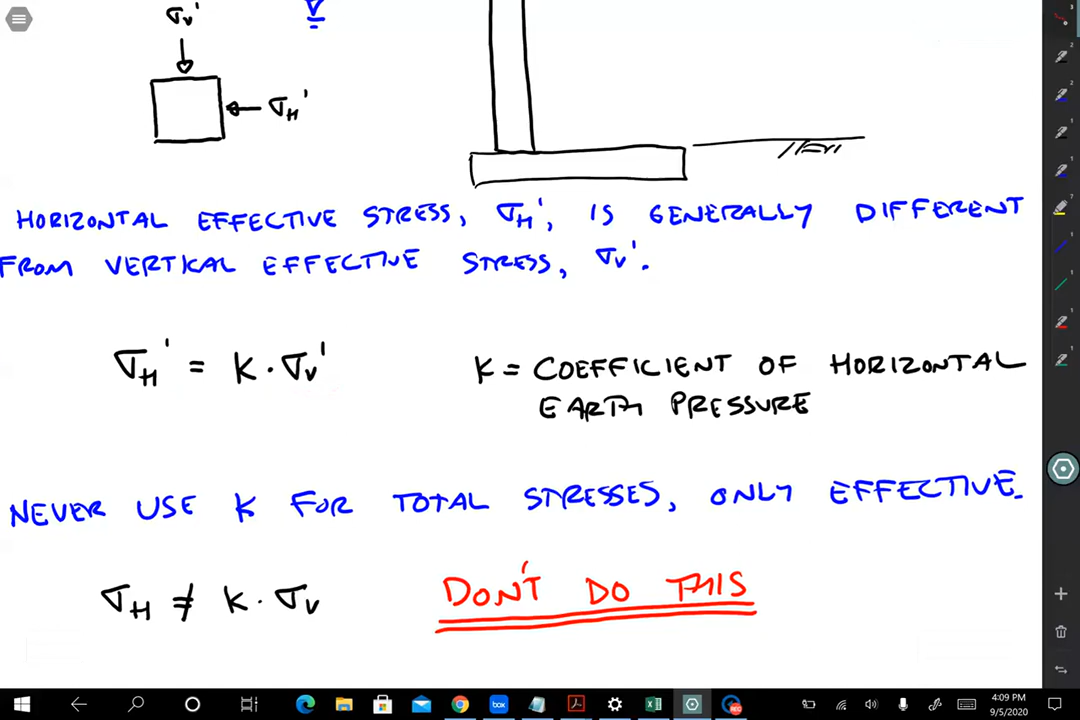 σv'
σH'
HORIZONTAL EFFECTIVE STRESS, σH', IS GENERALLY DIFFERENT
FROM VERTICAL EFFECTIVE STRESS, σv'.
σH' = K · σv'
K = COEFFICIENT OF HORIZONTAL
EARTH PRESSURE
NEVER USE K FOR TOTAL STRESSES, ONLY EFFECTIVE.
σH ≠ K · σv
DON'T DO THIS
box
REC
4:09 PM
9/5/2020